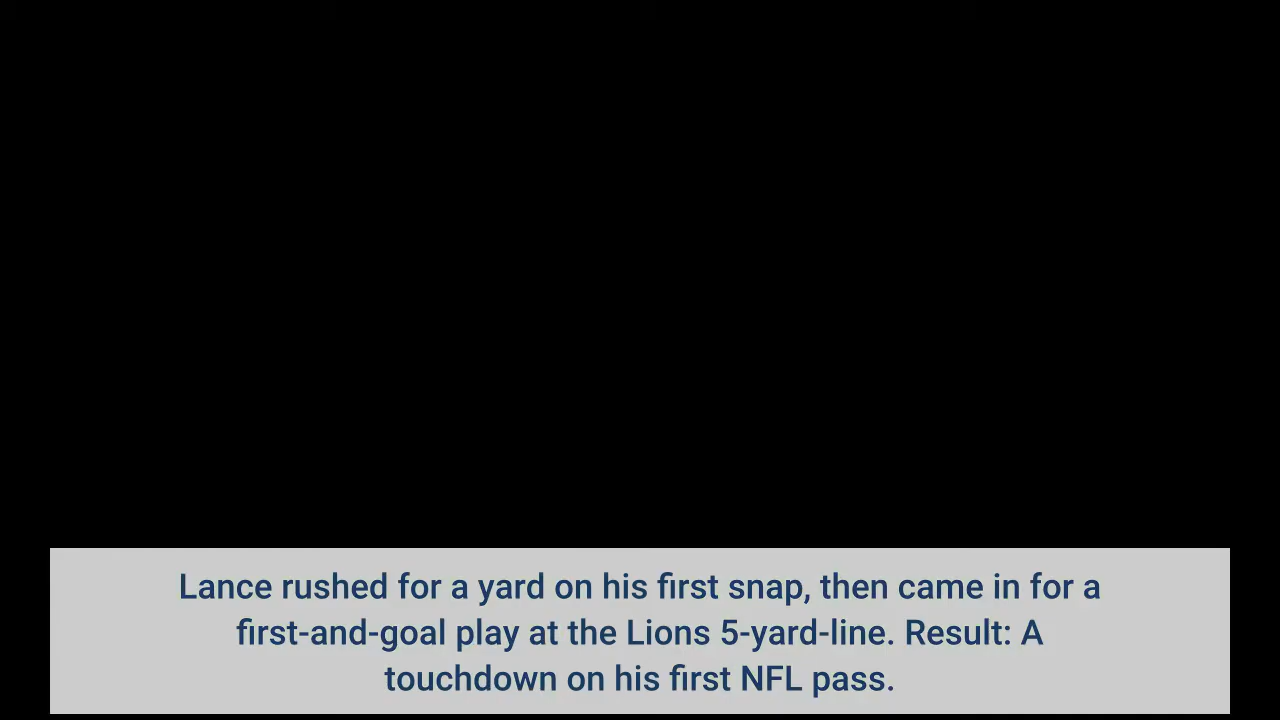 Lance rushed for a yard on his first snap, then came in for a
first-and-goal play at the Lions 5-yard-line. Result: A
touchdown on his first NFL pass.